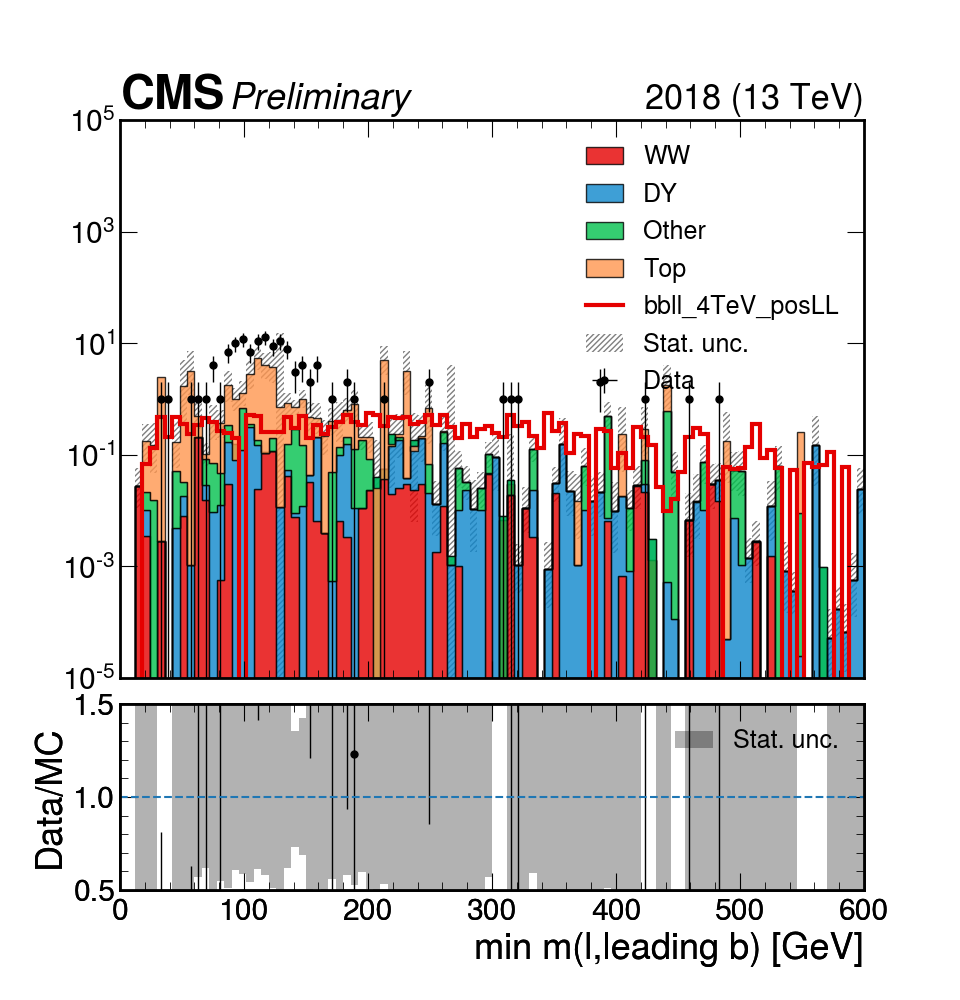 CMS Preliminary 2018 (13 TeV)
10^5
10^3
10^1
10^-1
10^-3
10^-5
WW
DY
Other
Top
bbll_4TeV_posLL
Stat. unc.
Data
Data/MC
1.5
1.0
0.5
Stat. unc.
0 100 200 300 400 500 600
min m(l,leading b) [GeV]